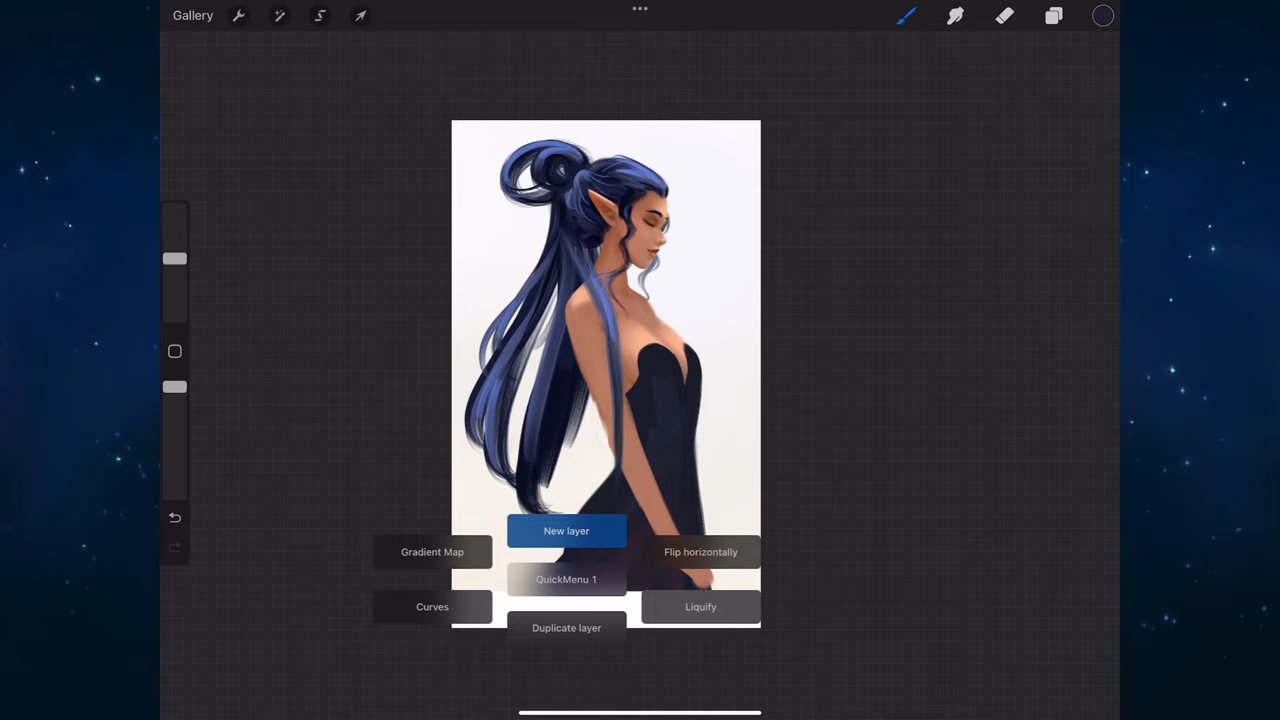 Gallery
New layer
Gradient Map
Flip horizontally
QuickMenu 1
Curves
Liquify
Duplicate layer